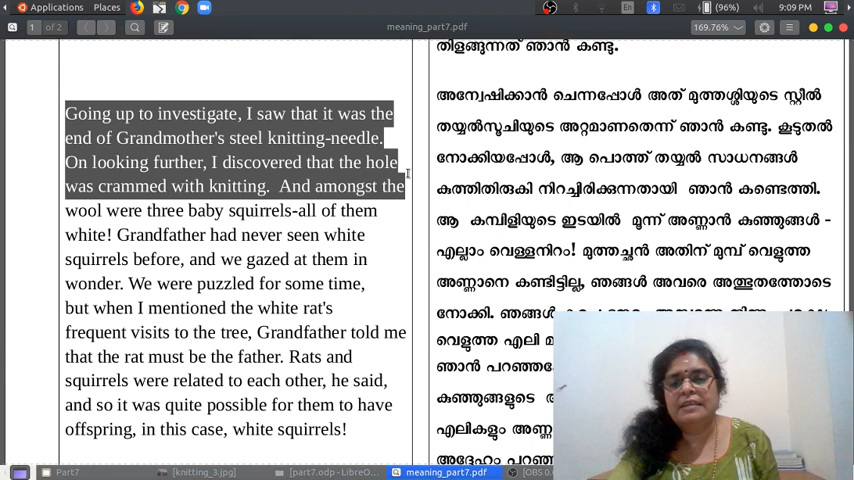 Applications Places En (96%) 9:09 PM
1 of 2 meaning_part7.pdf 169.76%
Going up to investigate, I saw that it was the
end of Grandmother's steel knitting-needle.
On looking further, I discovered that the hole
was crammed with knitting. And amongst the
wool were three baby squirrels-all of them
white! Grandfather had never seen white
squirrels before, and we gazed at them in
wonder. We were puzzled for some time,
but when I mentioned the white rat's
frequent visits to the tree, Grandfather told me
that the rat must be the father. Rats and
squirrels were related to each other, he said,
and so it was quite possible for them to have
offspring, in this case, white squirrels!
തിളങ്ങുന്നത് ഞാൻ കണ്ടു.
അന്വേഷിക്കാൻ ചെന്നപ്പോൾ അത് മുത്തശ്ശിയുടെ സ്റ്റീൽ
തയ്യൽസൂചിയുടെ അറ്റമാണതെന്ന് ഞാൻ കണ്ടു. കൂടുതൽ
നോക്കിയപ്പോൾ, ആ പൊത്ത് തയ്യൽ സാധനങ്ങൾ
കുത്തിതിരുകി നിറച്ചിരിക്കുന്നതായി ഞാൻ കണ്ടെത്തി.
ആ കമ്പിളിയുടെ ഇടയിൽ മൂന്ന് അണ്ണാൻ കുഞ്ഞുങ്ങൾ -
എല്ലാം വെള്ളനിറം! മുത്തച്ഛൻ അതിന് മുമ്പ് വെളുത്ത
അണ്ണാനെ കണ്ടിട്ടില്ല, ഞങ്ങൾ അവരെ അത്ഭുതത്തോടെ
നോക്കി. ഞങ്ങൾ
വെളുത്ത എലി
ഞാൻ
കുഞ്ഞുങ്ങളുടെ
എലികളും
അദ്ദേഹം
Part7 [knitting_3.jpg] [part7.odp - LibreO... meaning_part7.pdf [OBS 0.